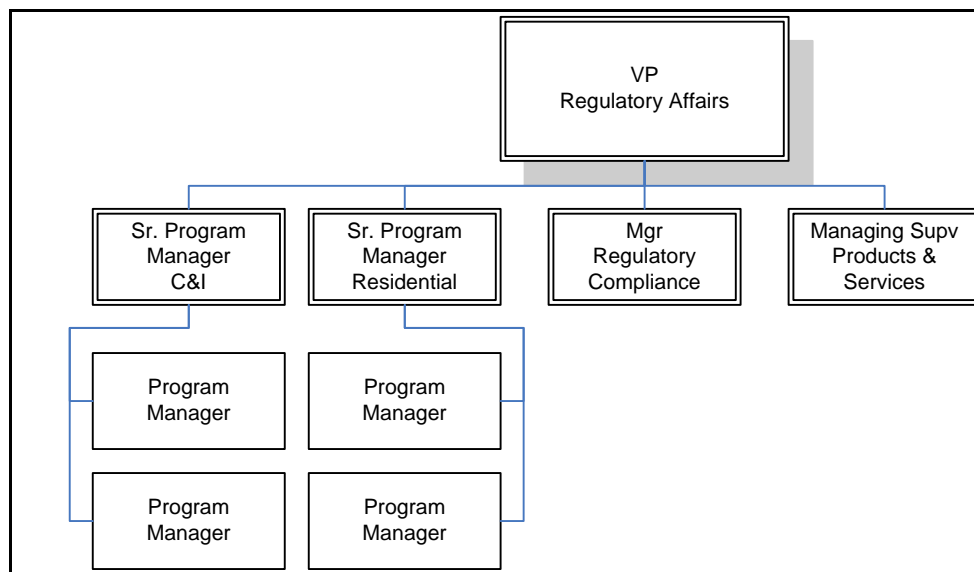 VP
Regulatory Affairs
Sr. Program
Manager
C&I
Sr. Program
Manager
Residential
Mgr
Regulatory
Compliance
Managing Supv
Products &
Services
Program
Manager
Program
Manager
Program
Manager
Program
Manager